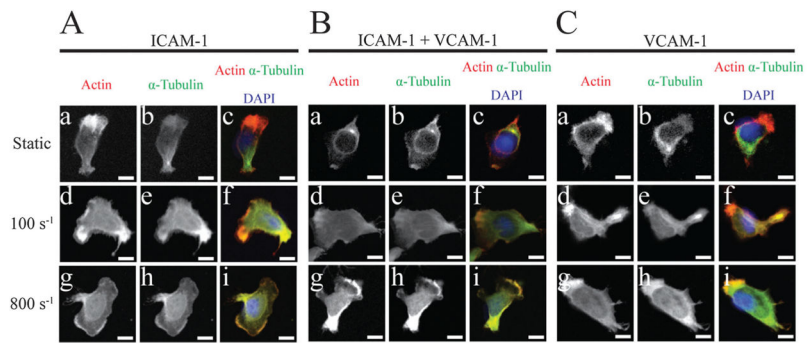 A B C
ICAM-1 ICAM-1 + VCAM-1 VCAM-1
Actin α-Tubulin Actin α-Tubulin DAPI Actin α-Tubulin Actin α-Tubulin DAPI Actin α-Tubulin Actin α-Tubulin DAPI
Static a b c a b c a b c
100 s⁻¹ d e f d e f d e f
800 s⁻¹ g h i g h i g h i